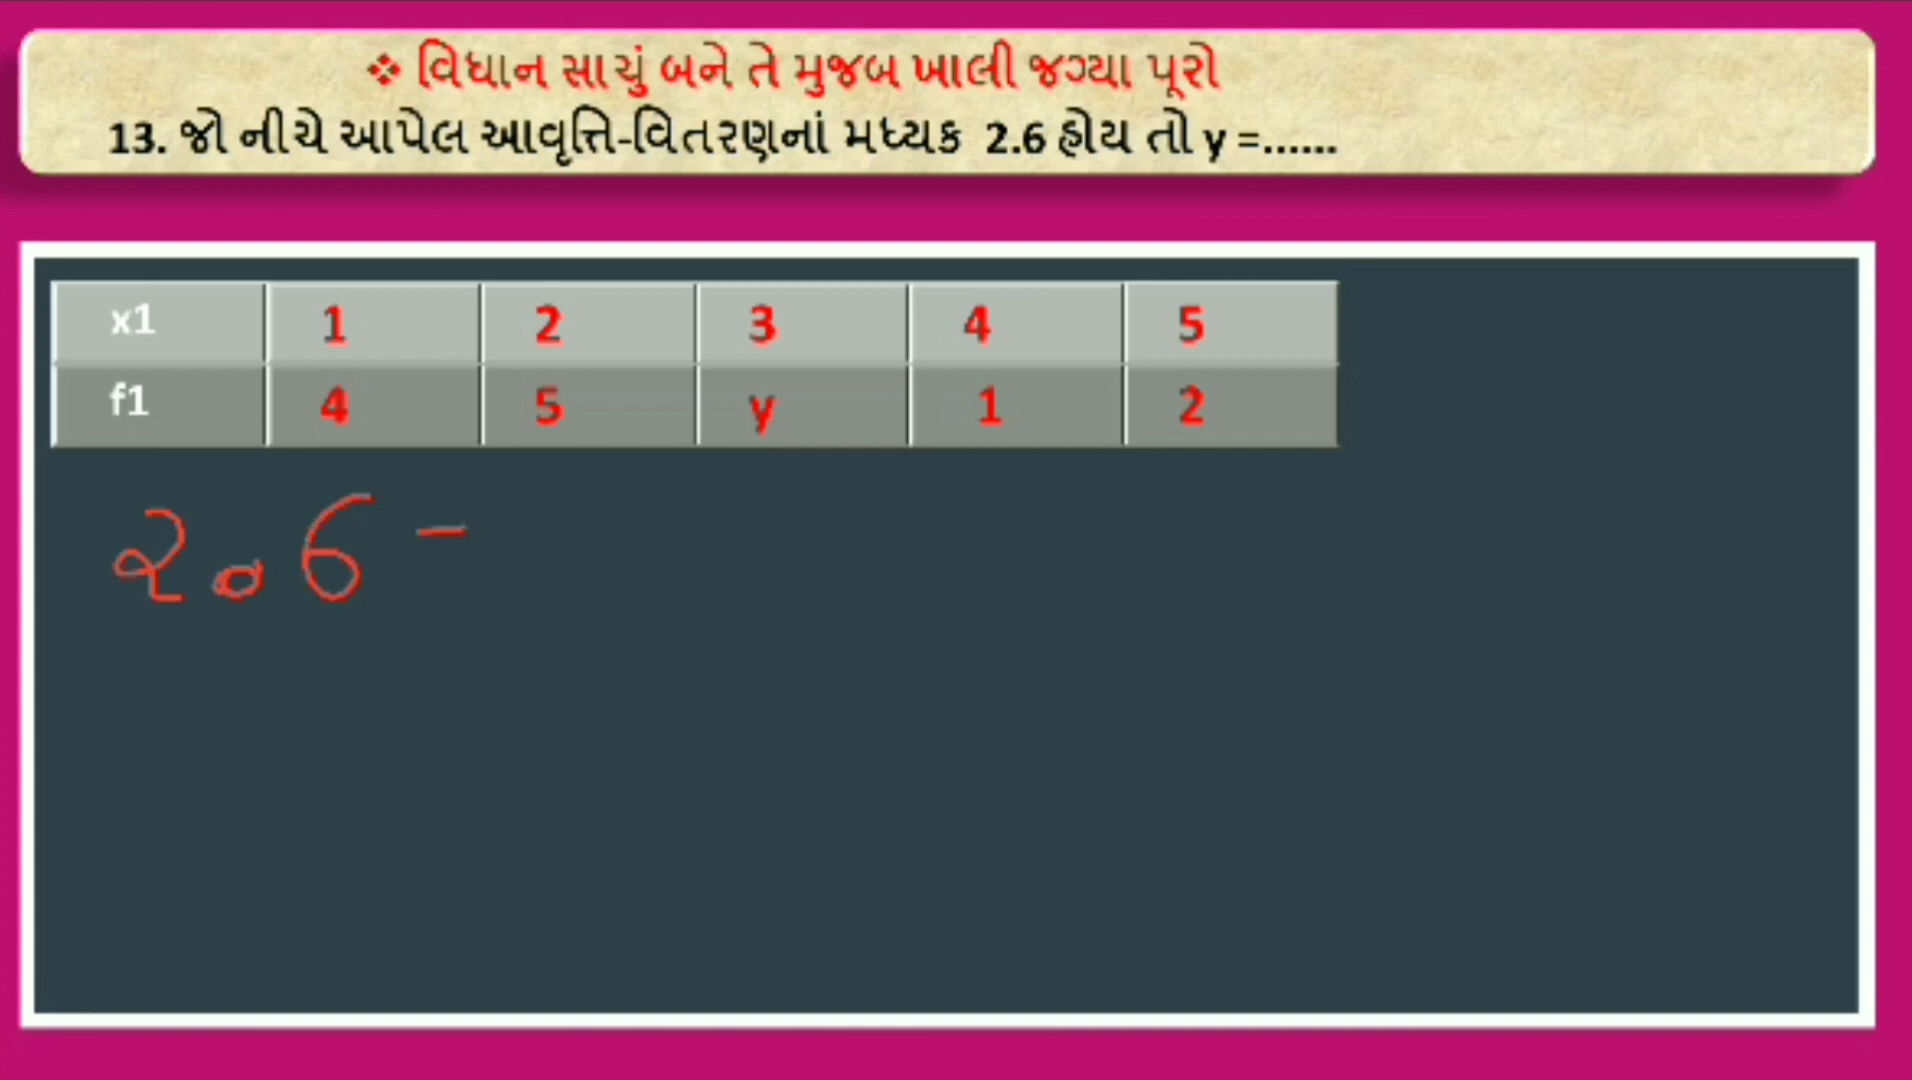 ❖ વિધાન સાચું બને તે મુજબ ખાલી જગ્યા પૂરો
13. જો નીચે આપેલ આવૃત્તિ-વિતરણનાં મધ્યક 2.6 હોય તો y =......
x1 1 2 3 4 5
f1 4 5 y 1 2
2.6 -